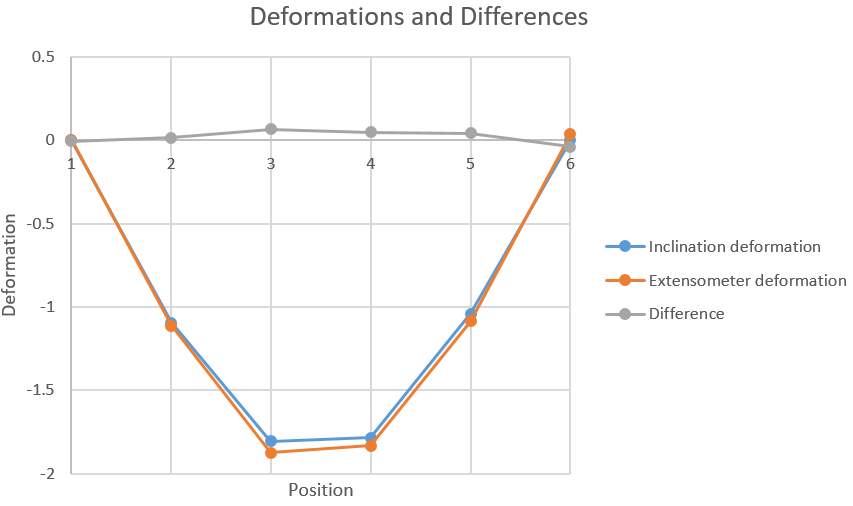 Deformations and Differences
0.5
0
1 2 3 4 5 6
-0.5
-1
-1.5
-2
Deformation
Position
Inclination deformation
Extensometer deformation
Difference